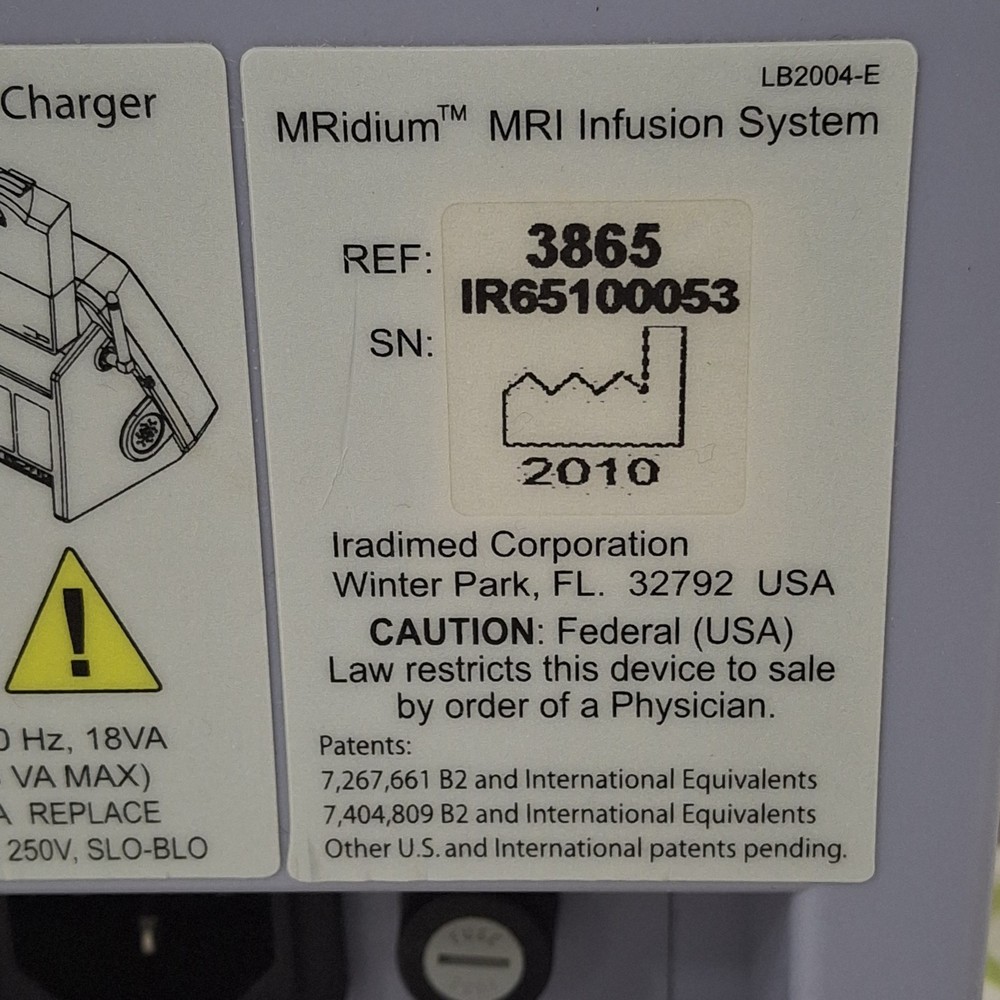 Charger
0 Hz, 18VA
VA MAX)
A REPLACE
250V, SLO-BLO
LB2004-E
MRidium™ MRI Infusion System
REF: 3865
SN: IR65100053
2010
Iradimed Corporation
Winter Park, FL. 32792 USA
CAUTION: Federal (USA)
Law restricts this device to sale
by order of a Physician.
Patents:
7,267,661 B2 and International Equivalents
7,404,809 B2 and International Equivalents
Other U.S. and International patents pending.
FUSE